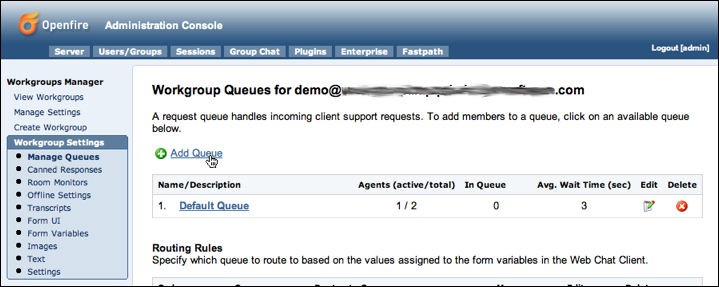 Openfire Administration Console
Server Users/Groups Sessions Group Chat Plugins Enterprise Fastpath
Logout [admin]
Workgroups Manager
View Workgroups
Manage Settings
Create Workgroup
Workgroup Settings
Manage Queues
Canned Responses
Room Monitors
Offline Settings
Transcripts
Form UI
Form Variables
Images
Text
Settings
Workgroup Queues for demo@ .com
A request queue handles incoming client support requests. To add members to a queue, click on an available queue
below.
Add Queue
Name/Description Agents (active/total) In Queue Avg. Wait Time (sec) Edit Delete
1. Default Queue 1 / 2 0 3
Routing Rules
Specify which queue to route to based on the values assigned to the form variables in the Web Chat Client.